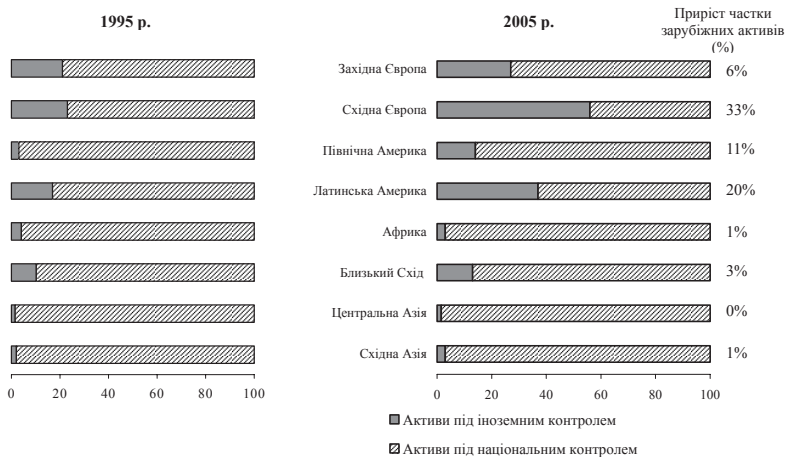 1995 р.
2005 р.
Приріст частки
зарубіжних активів
(%)
Західна Європа
6%
Східна Європа
33%
Північна Америка
11%
Латинська Америка
20%
Африка
1%
Близький Схід
3%
Центральна Азія
0%
Східна Азія
1%
0 20 40 60 80 100
0 20 40 60 80 100
Активи під іноземним контролем
Активи під національним контролем